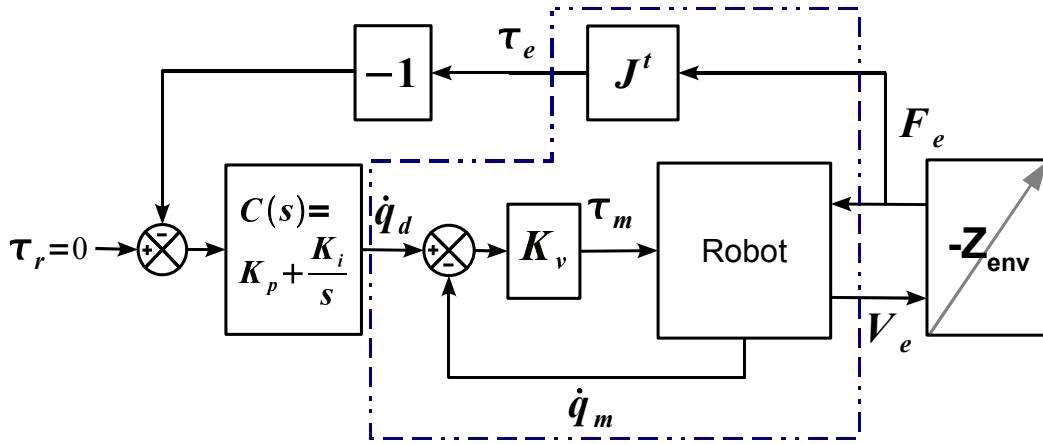 τe
−1
J^t
Fe
C(s)=
Kp+Ki/s
q̇d
τr=0
+
−
+
−
Kv
τm
Robot
-Zenv
Ve
q̇m